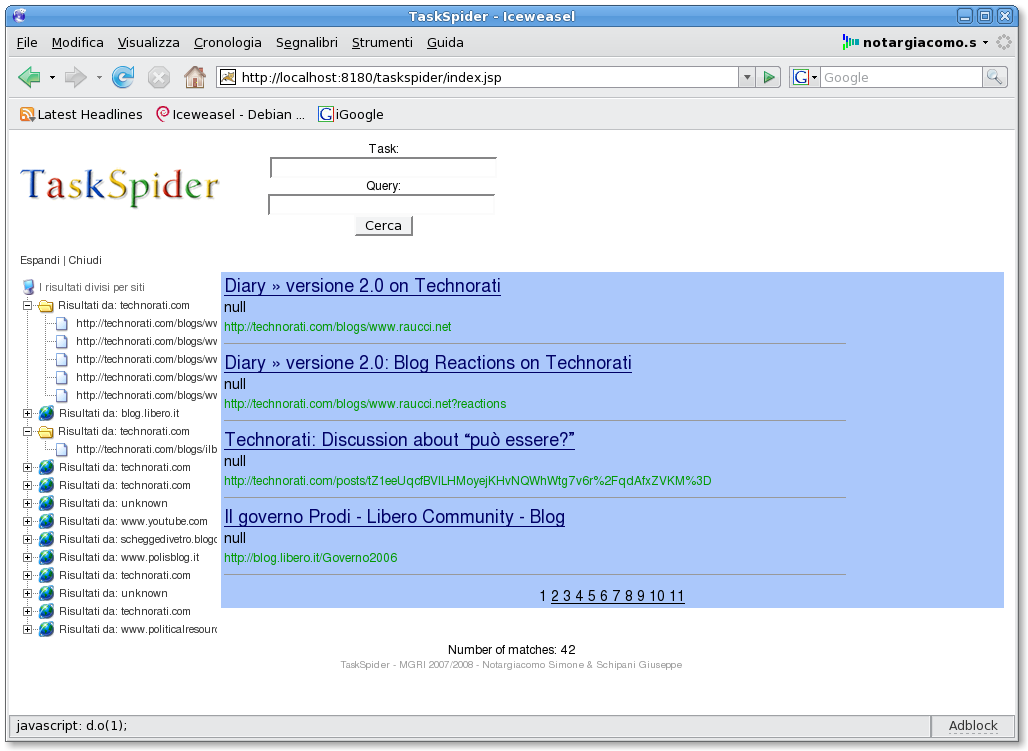 TaskSpider - Iceweasel
File Modifica Visualizza Cronologia Segnalibri Strumenti Guida notargiacomo.s
http://localhost:8180/taskspider/index.jsp G Google
Latest Headlines Iceweasel - Debian ... iGoogle
TaskSpider
Task:
Query:
Cerca
Espandi | Chiudi
I risultati divisi per siti
Risultati da: technorati.com
http://technorati.com/blogs/ww
http://technorati.com/blogs/ww
http://technorati.com/blogs/ww
http://technorati.com/blogs/ww
http://technorati.com/blogs/ww
Risultati da: blog.libero.it
Risultati da: technorati.com
http://technorati.com/blogs/ilb
Risultati da: technorati.com
Risultati da: technorati.com
Risultati da: unknown
Risultati da: www.youtube.com
Risultati da: scheggedivetro.blogo
Risultati da: www.polisblog.it
Risultati da: technorati.com
Risultati da: unknown
Risultati da: technorati.com
Risultati da: www.politicalresour
Diary » versione 2.0 on Technorati
null
http://technorati.com/blogs/www.raucci.net
Diary » versione 2.0: Blog Reactions on Technorati
null
http://technorati.com/blogs/www.raucci.net?reactions
Technorati: Discussion about “può essere?”
null
http://technorati.com/posts/tZ1eeUqcfBVlLHMoyejKHvNQWhWtg7v6r%2FqdAfxZVKM%3D
Il governo Prodi - Libero Community - Blog
null
http://blog.libero.it/Governo2006
1 2 3 4 5 6 7 8 9 10 11
Number of matches: 42
TaskSpider - MGRI 2007/2008 - Notargiacomo Simone & Schipani Giuseppe
javascript: d.o(1); Adblock